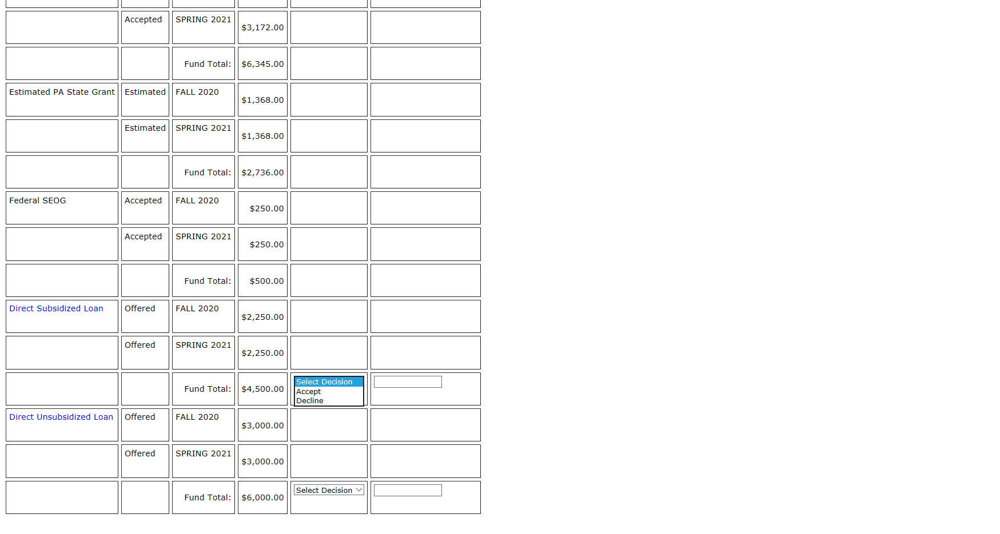 Accepted SPRING 2021 $3,172.00
Fund Total: $6,345.00
Estimated PA State Grant Estimated FALL 2020 $1,368.00
Estimated SPRING 2021 $1,368.00
Fund Total: $2,736.00
Federal SEOG Accepted FALL 2020 $250.00
Accepted SPRING 2021 $250.00
Fund Total: $500.00
Direct Subsidized Loan Offered FALL 2020 $2,250.00
Offered SPRING 2021 $2,250.00
Fund Total: $4,500.00 Select Decision
Accept
Decline
Direct Unsubsidized Loan Offered FALL 2020 $3,000.00
Offered SPRING 2021 $3,000.00
Fund Total: $6,000.00 Select Decision